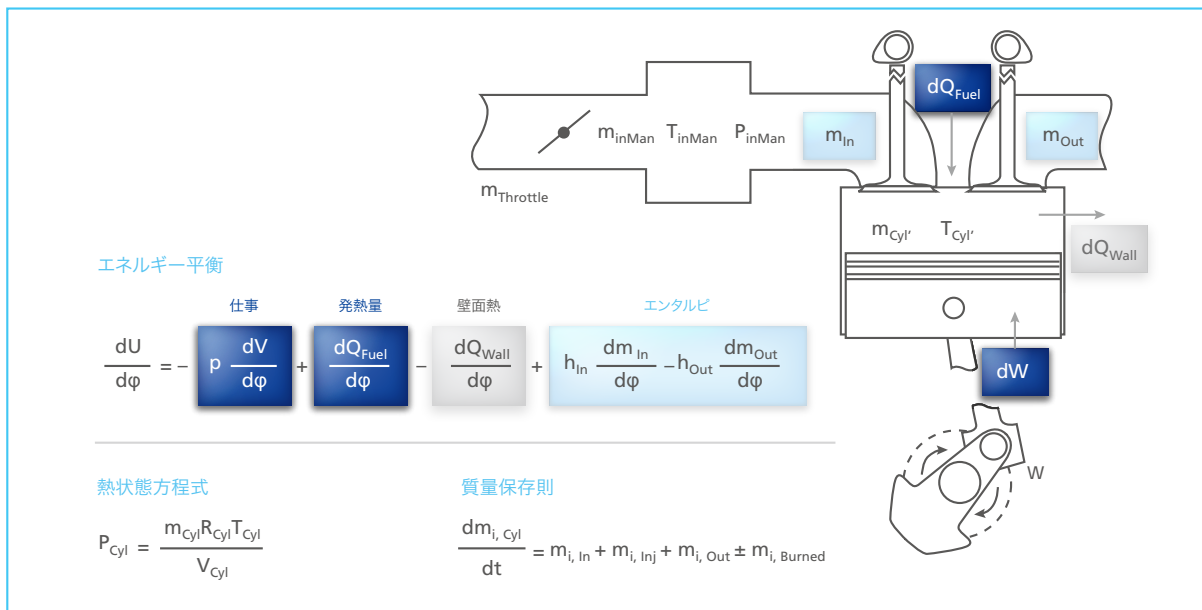 dQ_Fuel
m_inMan T_inMan P_inMan m_In m_Out
m_Throttle
m_Cyl' T_Cyl'
dQ_Wall
エネルギー平衡
仕事 発熱量 壁面熱 エンタルピ
dU/dφ = − p dV/dφ + dQ_Fuel/dφ − dQ_Wall/dφ + h_In dm_In/dφ − h_Out dm_Out/dφ
dW
W
熱状態方程式
P_Cyl = m_Cyl R_Cyl T_Cyl / V_Cyl
質量保存則
dm_i, Cyl/dt = m_i, In + m_i, Inj + m_i, Out ± m_i, Burned